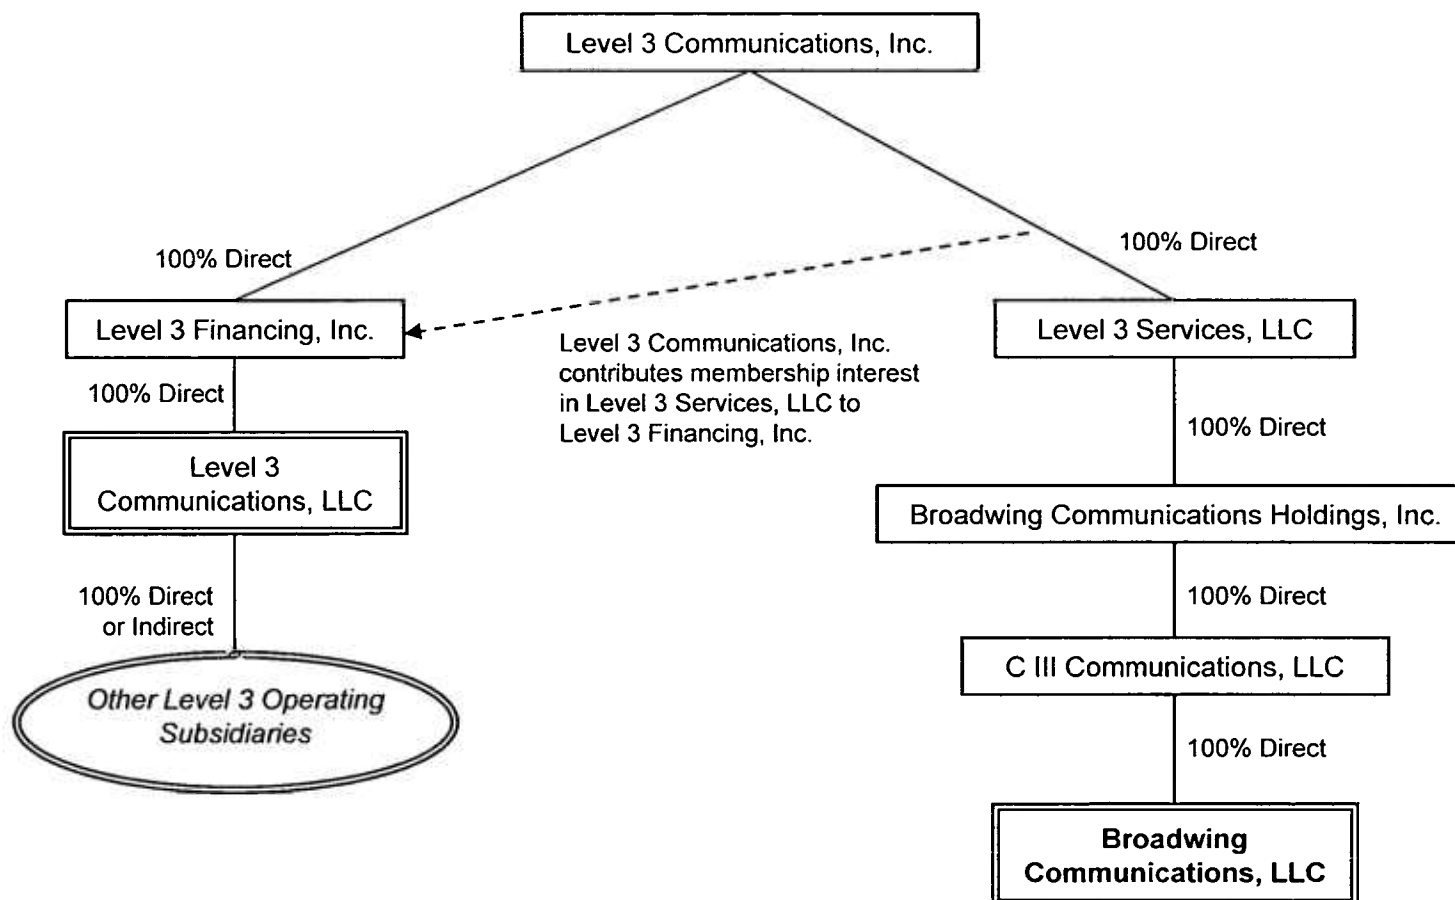 Level 3 Communications, Inc.
100% Direct
100% Direct
Level 3 Financing, Inc.
Level 3 Services, LLC
Level 3 Communications, Inc.
contributes membership interest
in Level 3 Services, LLC to
Level 3 Financing, Inc.
100% Direct
100% Direct
Level 3
Communications, LLC
Broadwing Communications Holdings, Inc.
100% Direct
or Indirect
100% Direct
C III Communications, LLC
Other Level 3 Operating
Subsidiaries
100% Direct
Broadwing
Communications, LLC